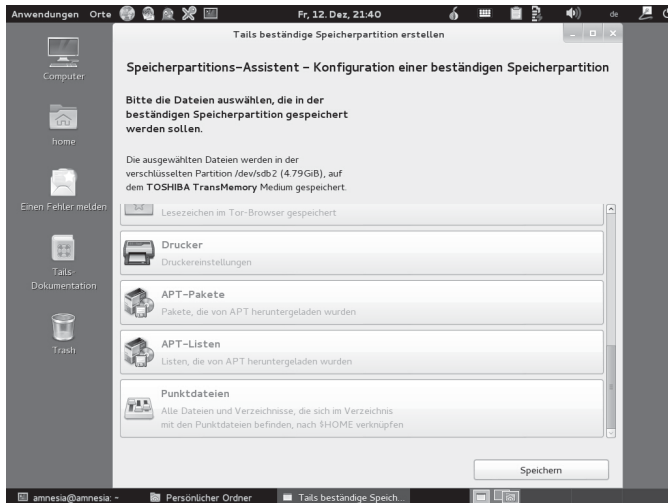 Anwendungen Orte Fr, 12. Dez, 21:40 de
Tails beständige Speicherpartition erstellen
Computer
home
Einen Fehler melden
Tails-
Dokumentation
Trash
Speicherpartitions-Assistent – Konfiguration einer beständigen Speicherpartition
Bitte die Dateien auswählen, die in der
beständigen Speicherpartition gespeichert
werden sollen.
Die ausgewählten Dateien werden in der
verschlüsselten Partition /dev/sdb2 (4.79GiB), auf
dem TOSHIBA TransMemory Medium gespeichert.
Lesezeichen im Tor-Browser gespeichert
Drucker
Druckereinstellungen
APT-Pakete
Pakete, die von APT heruntergeladen wurden
APT-Listen
Listen, die von APT heruntergeladen wurden
Punktdateien
Alle Dateien und Verzeichnisse, die sich im Verzeichnis
mit den Punktdateien befinden, nach $HOME verknüpfen
Speichern
amnesia@amnesia: ~ Persönlicher Ordner Tails beständige Speich...